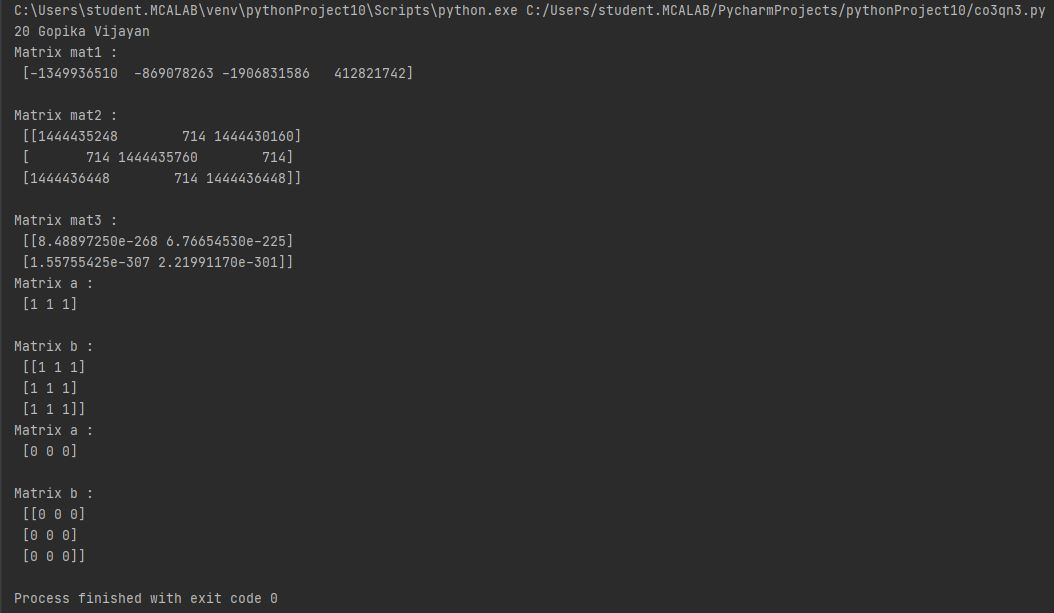 C:\Users\student.MCALAB\venv\pythonProject10\Scripts\python.exe C:/Users/student.MCALAB/PycharmProjects/pythonProject10/co3qn3.py
20 Gopika Vijayan
Matrix mat1 :
 [-1349936510  -869078263 -1906831586   412821742]

Matrix mat2 :
 [[1444435248        714 1444430160]
 [       714 1444435760        714]
 [1444436448        714 1444436448]]

Matrix mat3 :
 [[8.48897250e-268 6.76654530e-225]
 [1.55755425e-307 2.21991170e-301]]
Matrix a :
 [1 1 1]

Matrix b :
 [[1 1 1]
 [1 1 1]
 [1 1 1]]
Matrix a :
 [0 0 0]

Matrix b :
 [[0 0 0]
 [0 0 0]
 [0 0 0]]

Process finished with exit code 0